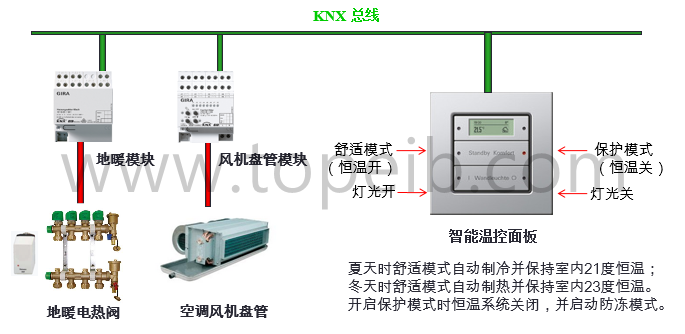 KNX 总线
GIRA
GIRA
KNX
地暖模块
风机盘管模块
舒适模式
（恒温开）
保护模式
（恒温关）
Standby Komfort
灯光开
灯光关
www.topeib.com
智能温控面板
地暖电热阀
空调风机盘管
夏天时舒适模式自动制冷并保持室内21度恒温；
冬天时舒适模式自动制热并保持室内23度恒温。
开启保护模式时恒温系统关闭，并启动防冻模式。